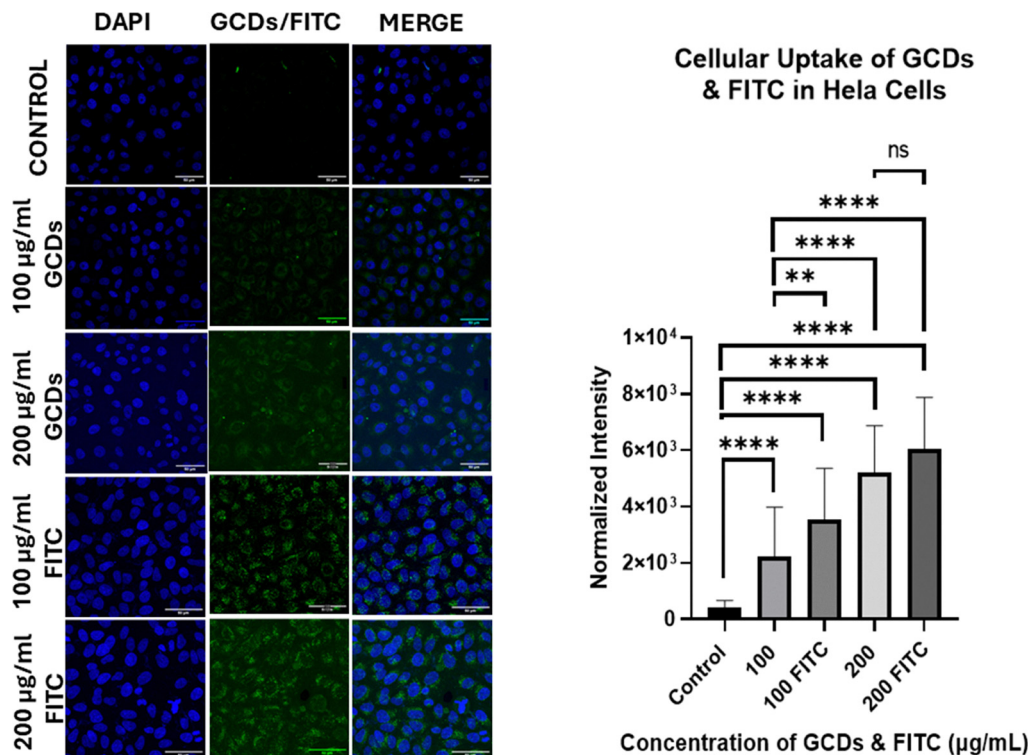 DAPI GCDs/FITC MERGE
CONTROL
100 µg/ml
GCDs
200 µg/ml
GCDs
100 µg/ml
FITC
200 µg/ml
FITC
Cellular Uptake of GCDs
& FITC in Hela Cells
ns
****
****
**
****
****
****
****
Normalized Intensity
1×10⁴
8×10³
6×10³
4×10³
2×10³
0
Control 100 100 FITC 200 200 FITC
Concentration of GCDs & FITC (µg/mL)